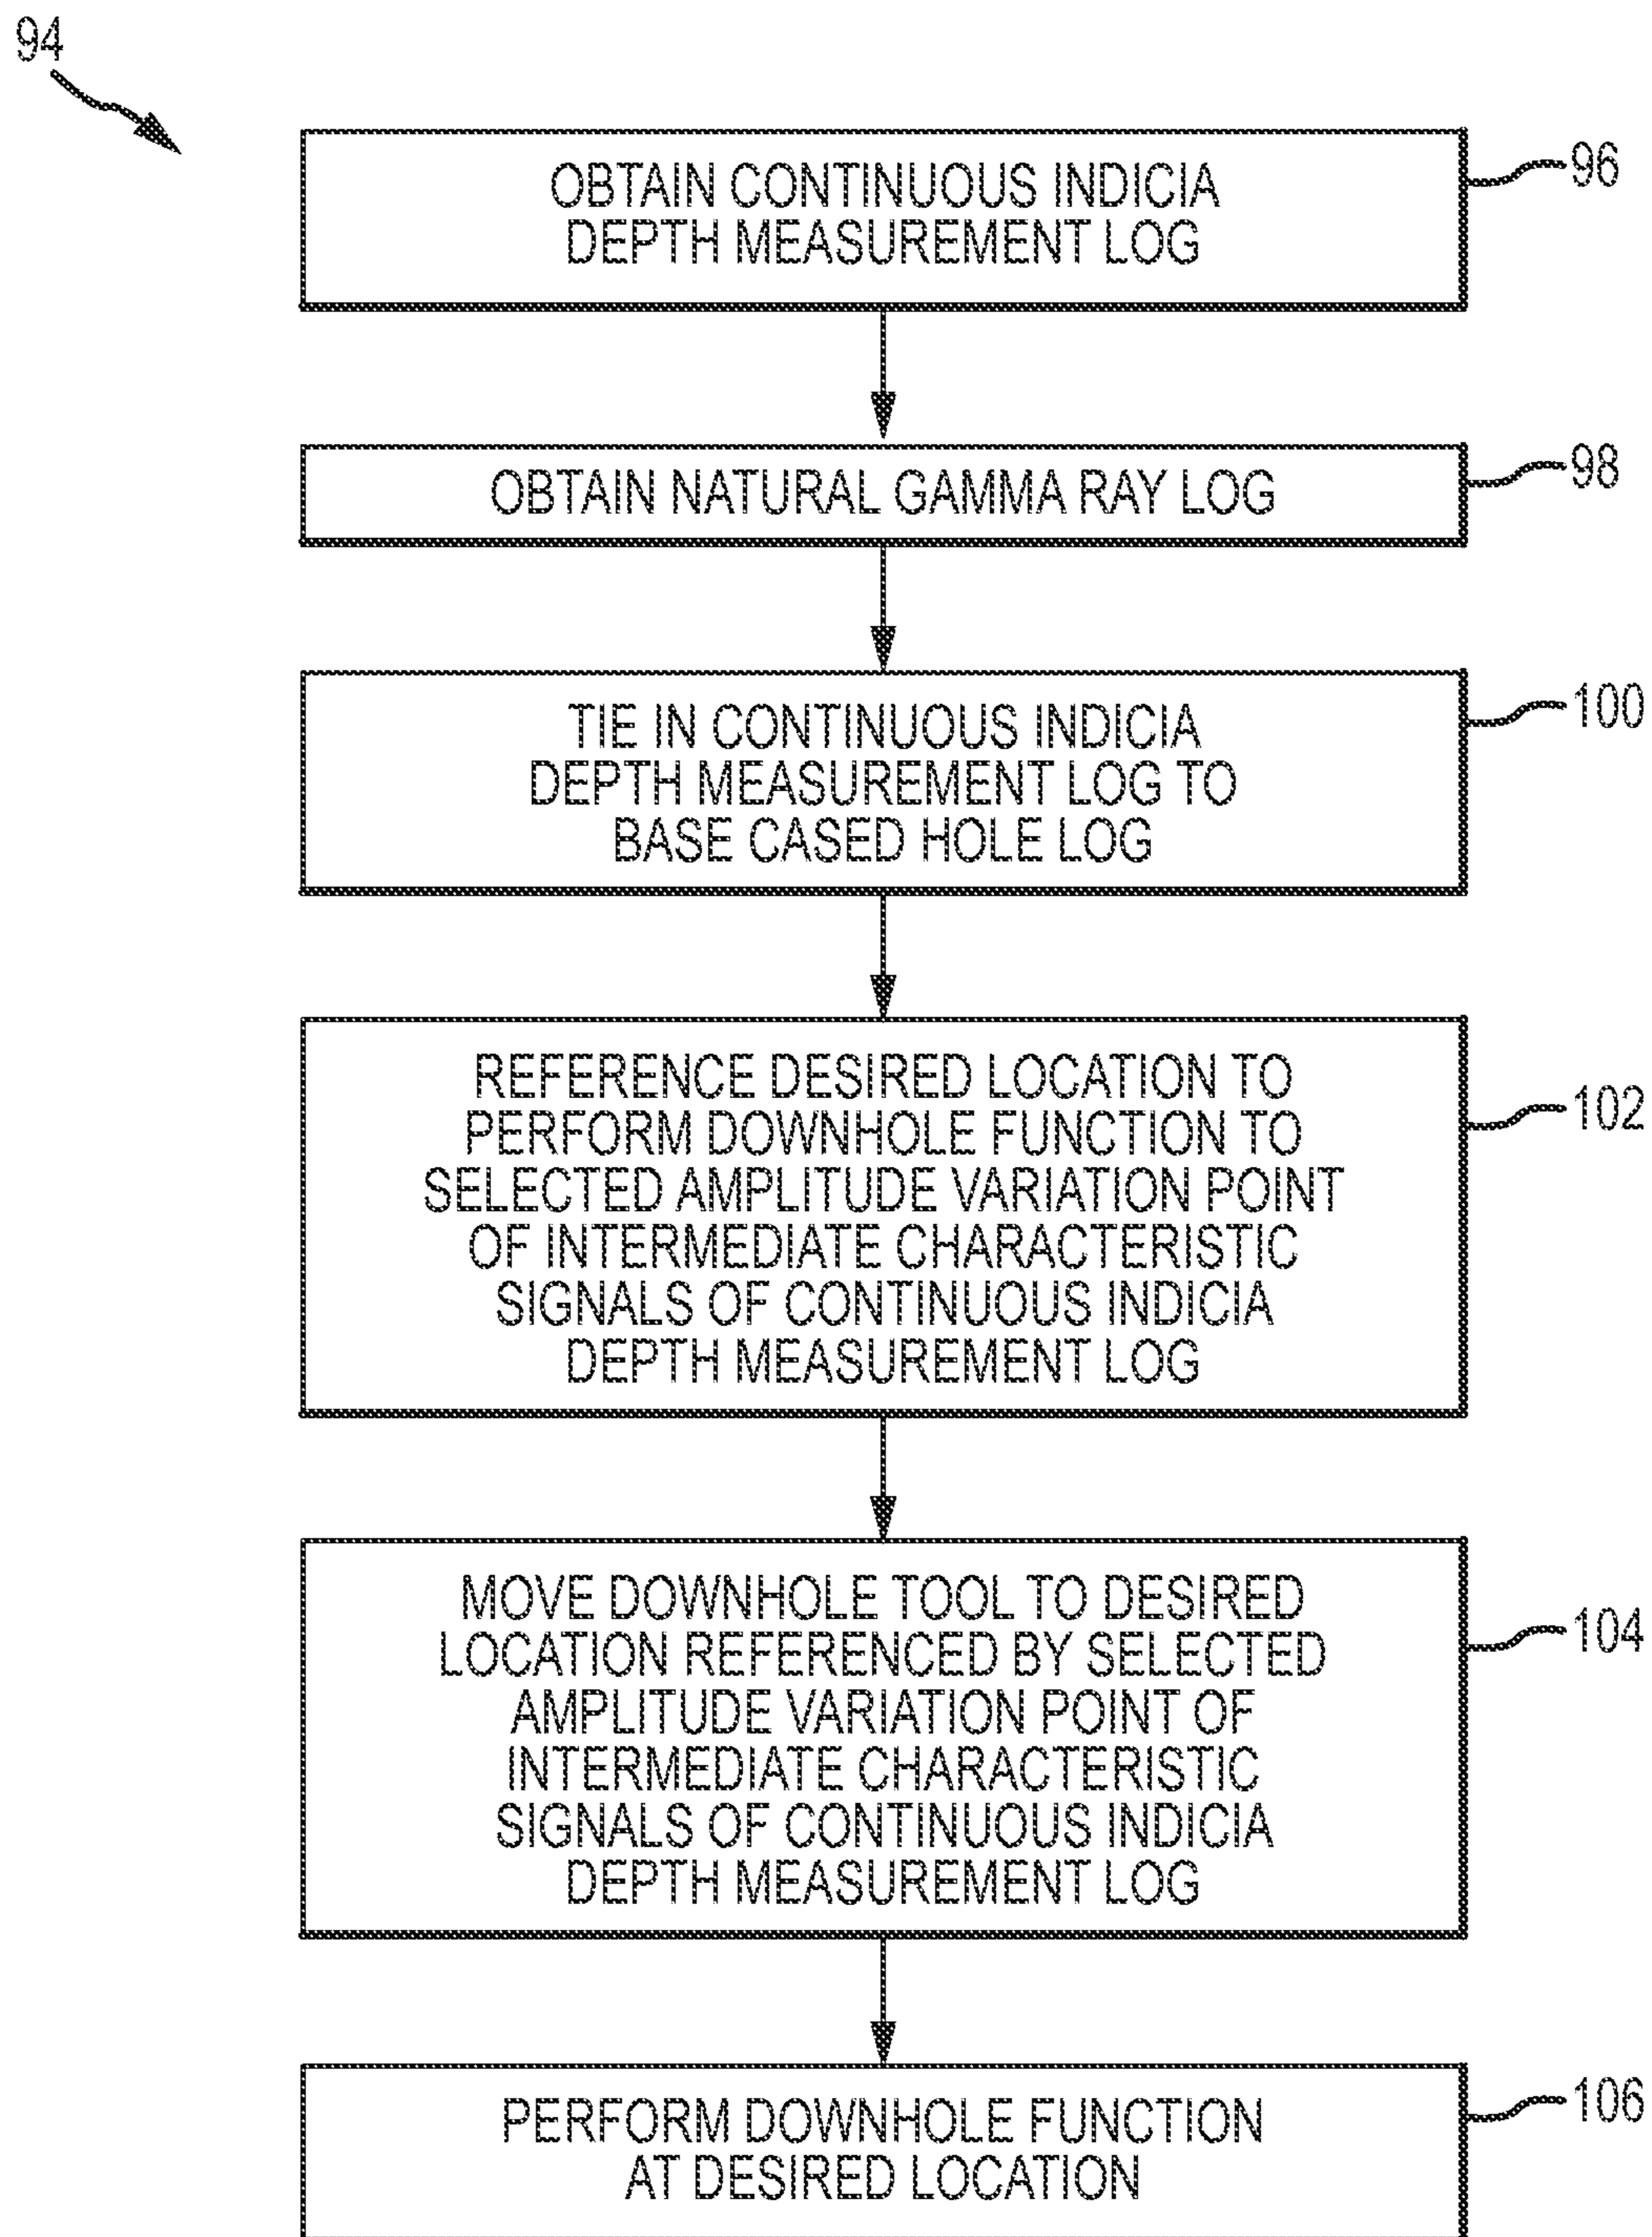 94
OBTAIN CONTINUOUS INDICIA
DEPTH MEASUREMENT LOG
96
OBTAIN NATURAL GAMMA RAY LOG
98
TIE IN CONTINUOUS INDICIA
DEPTH MEASUREMENT LOG TO
BASE CASED HOLE LOG
100
REFERENCE DESIRED LOCATION TO
PERFORM DOWNHOLE FUNCTION TO
SELECTED AMPLITUDE VARIATION POINT
OF INTERMEDIATE CHARACTERISTIC
SIGNALS OF CONTINUOUS INDICIA
DEPTH MEASUREMENT LOG
102
MOVE DOWNHOLE TOOL TO DESIRED
LOCATION REFERENCED BY SELECTED
AMPLITUDE VARIATION POINT OF
INTERMEDIATE CHARACTERISTIC
SIGNALS OF CONTINUOUS INDICIA
DEPTH MEASUREMENT LOG
104
PERFORM DOWNHOLE FUNCTION
AT DESIRED LOCATION
106